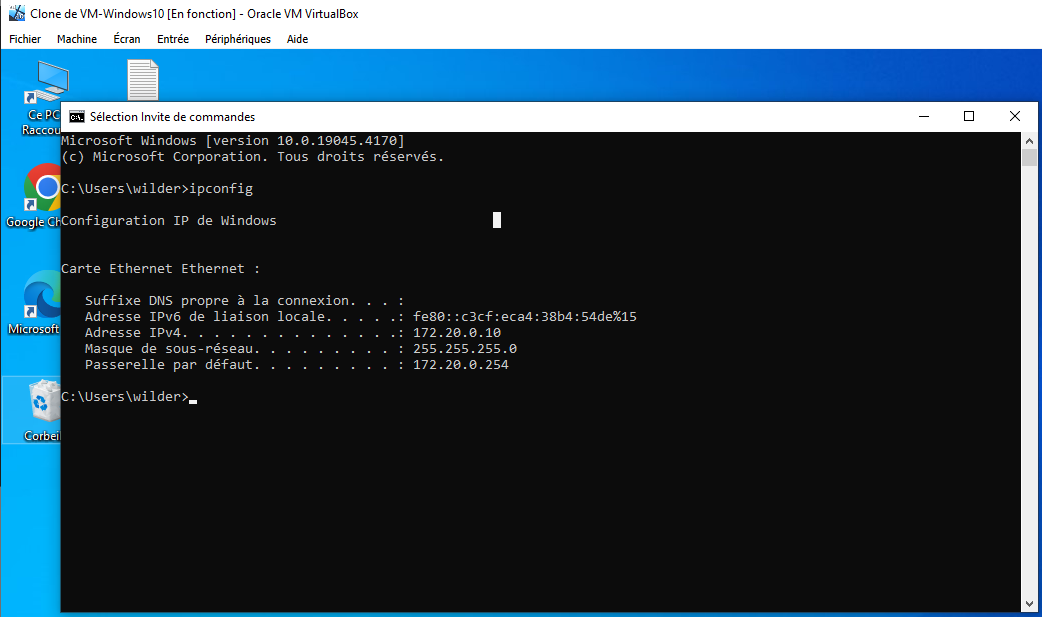 Clone de VM-Windows10 [En fonction] - Oracle VM VirtualBox
Fichier Machine Écran Entrée Périphériques Aide
Ce PC
Raccou
Google Ch
Microsoft
Corbei
Sélection Invite de commandes
Microsoft Windows [version 10.0.19045.4170]
(c) Microsoft Corporation. Tous droits réservés.
C:\Users\wilder>ipconfig
Configuration IP de Windows
Carte Ethernet Ethernet :
Suffixe DNS propre à la connexion. . . :
Adresse IPv6 de liaison locale. . . . .: fe80::c3cf:eca4:38b4:54de%15
Adresse IPv4. . . . . . . . . . . . . .: 172.20.0.10
Masque de sous-réseau. . . . . . . . . : 255.255.255.0
Passerelle par défaut. . . . . . . . . : 172.20.0.254
C:\Users\wilder>